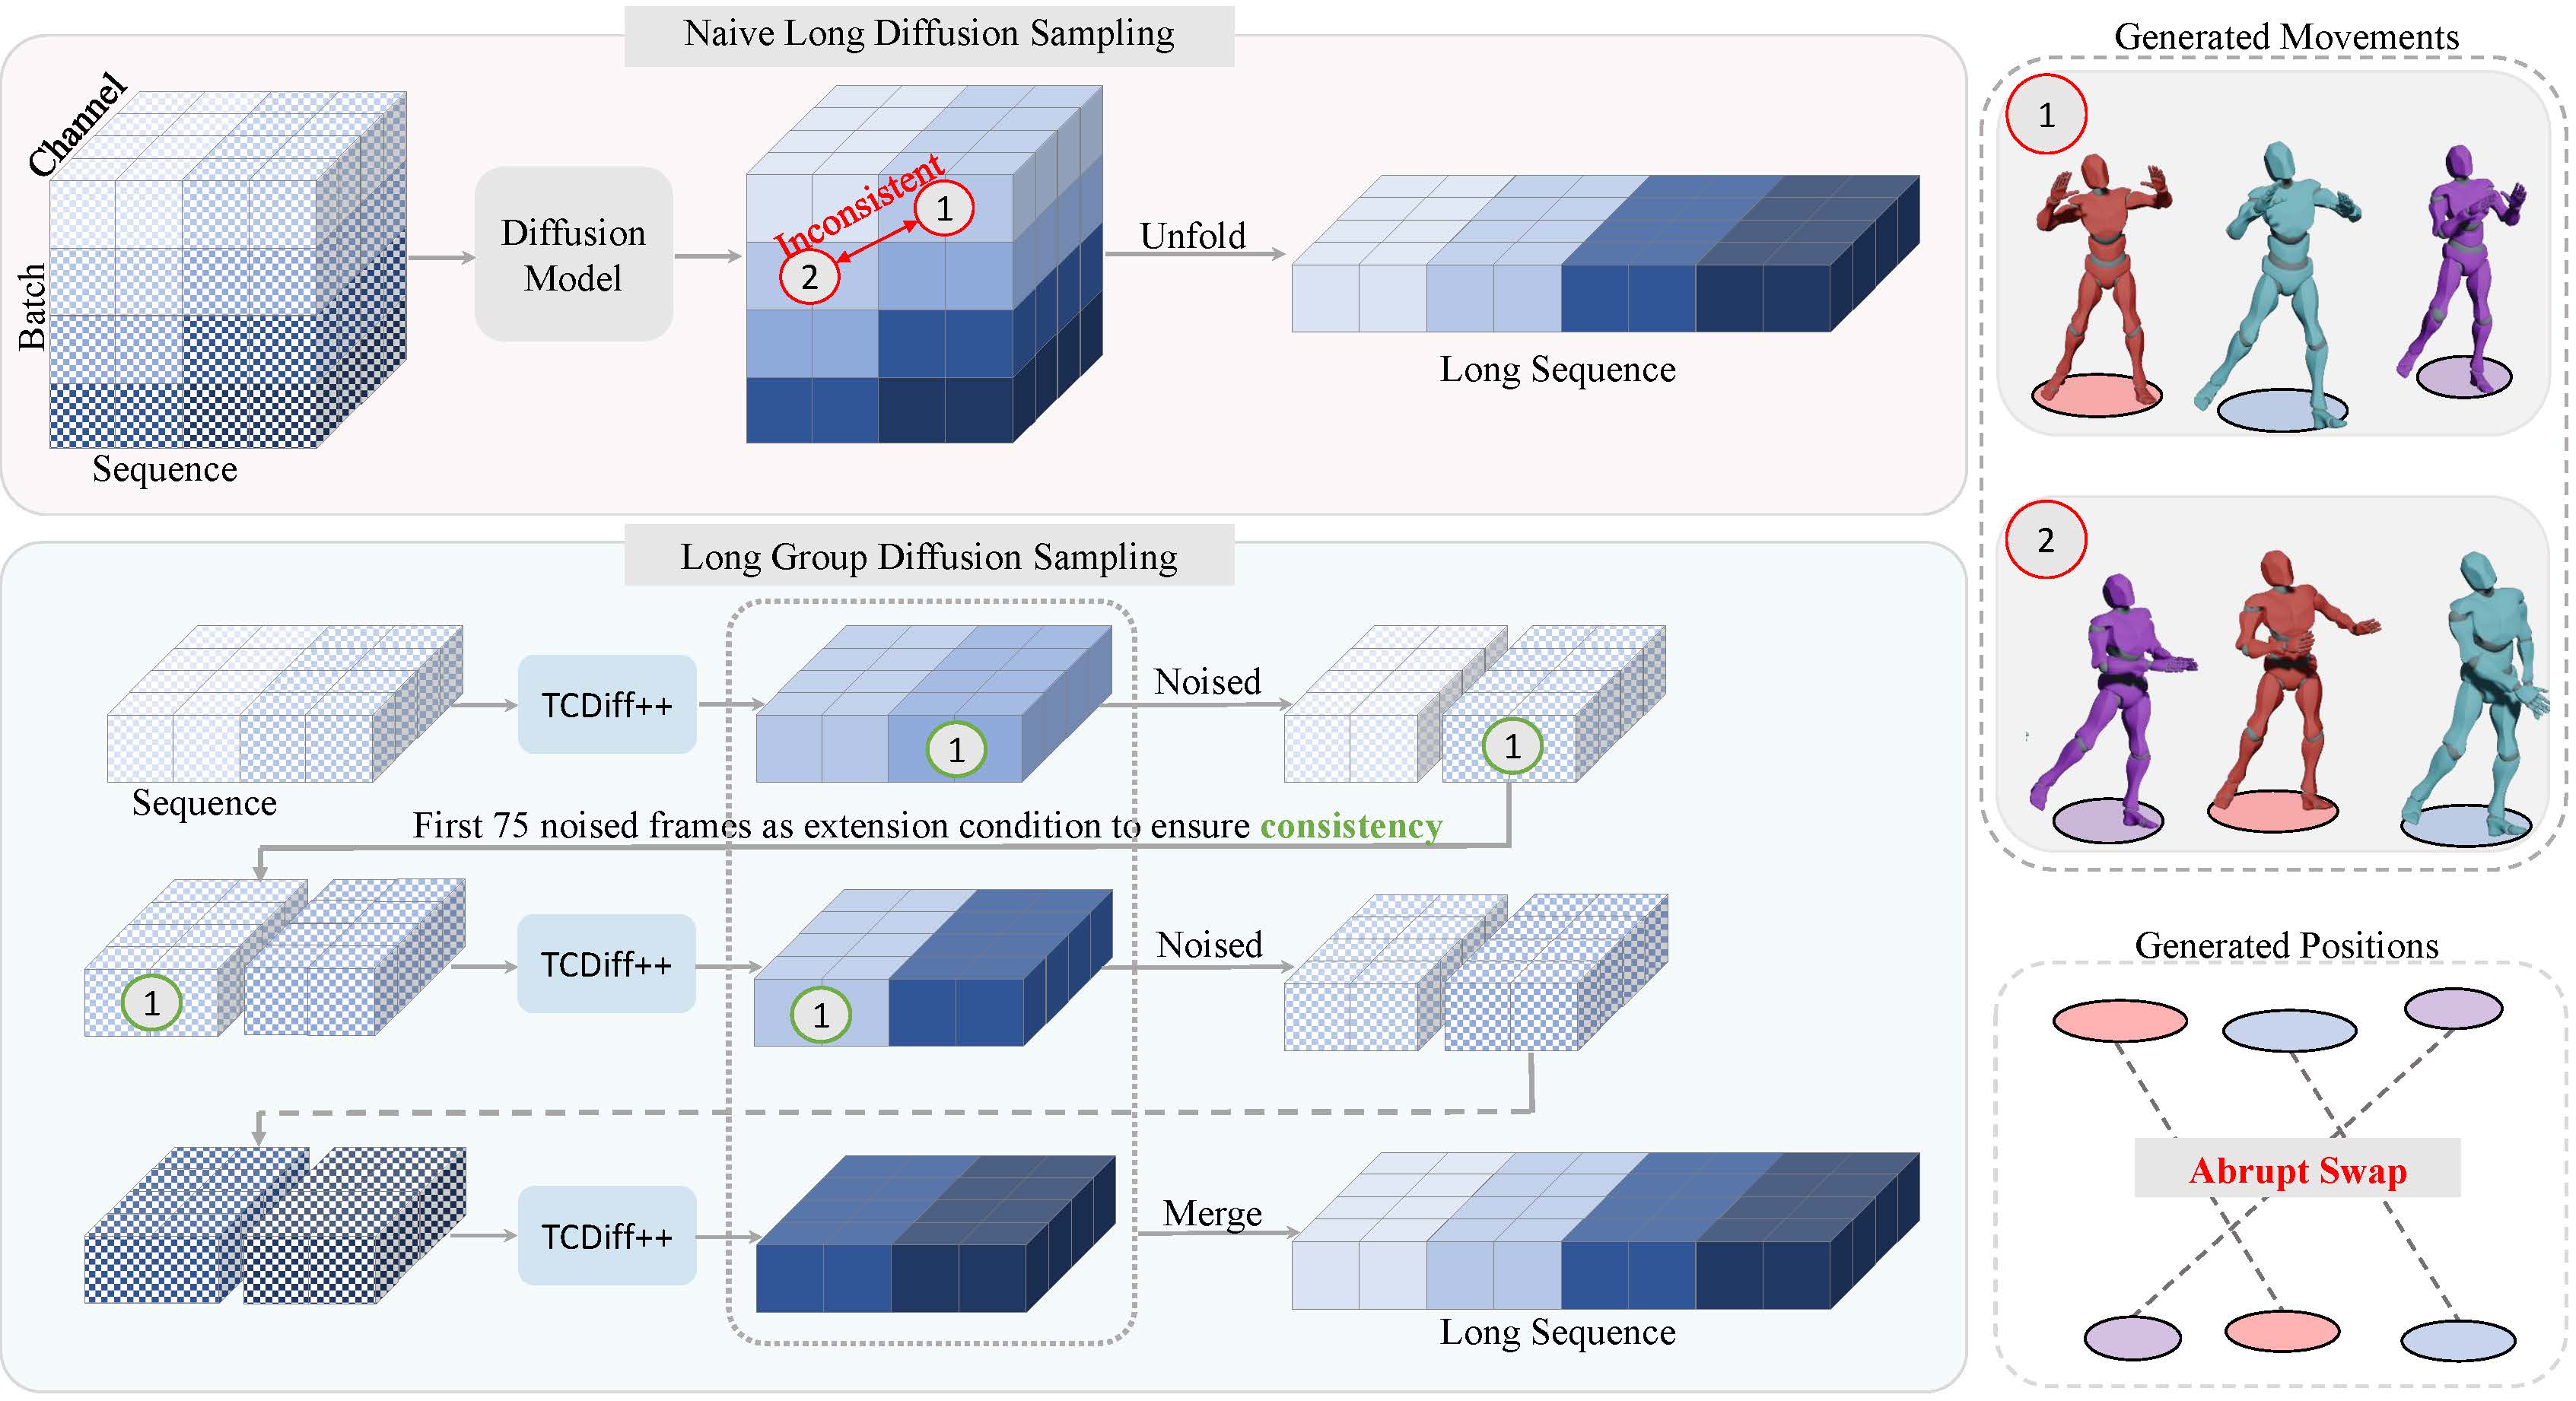 Naive Long Diffusion Sampling
Channel
Batch
Sequence
Diffusion
Model
Inconsistent
1
2
Unfold
Long Sequence
Long Group Diffusion Sampling
Sequence
TCDiff++
1
Noised
1
First 75 noised frames as extension condition to ensure consistency
1
TCDiff++
1
Noised
TCDiff++
Merge
Long Sequence
Generated Movements
1
2
Generated Positions
Abrupt Swap